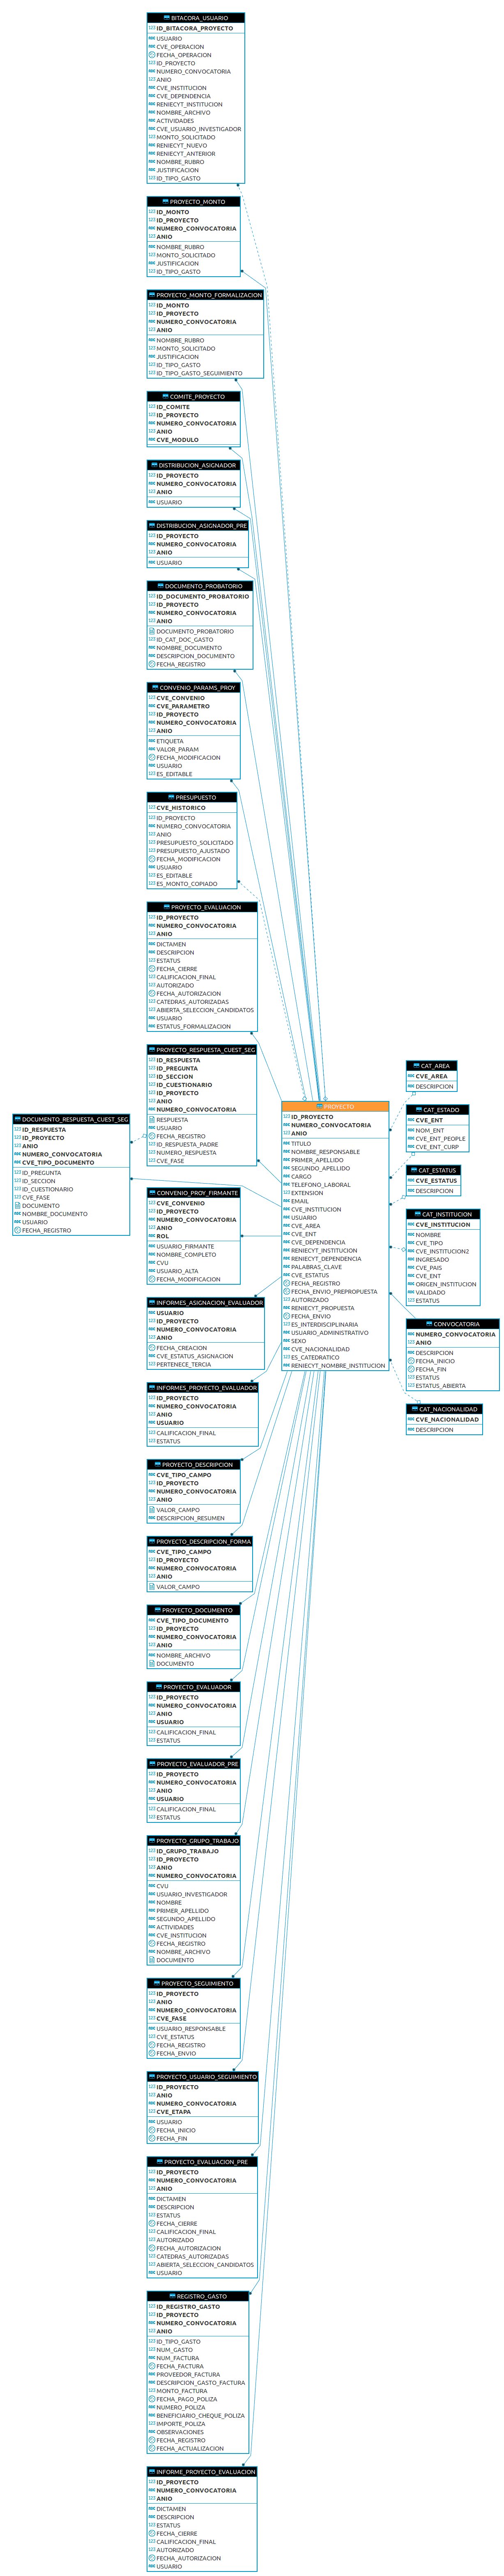 BITACORA_USUARIO
ID_BITACORA_PROYECTO
USUARIO
CVE_OPERACION
FECHA_OPERACION
ID_PROYECTO
NUMERO_CONVOCATORIA
ANIO
CVE_INSTITUCION
CVE_DEPENDENCIA
RENIECYT_INSTITUCION
NOMBRE_ARCHIVO
ACTIVIDADES
CVE_USUARIO_INVESTIGADOR
MONTO_SOLICITADO
RENIECYT_NUEVO
RENIECYT_ANTERIOR
NOMBRE_RUBRO
JUSTIFICACION
ID_TIPO_GASTO
PROYECTO_MONTO
ID_MONTO
ID_PROYECTO
NUMERO_CONVOCATORIA
ANIO
NOMBRE_RUBRO
MONTO_SOLICITADO
JUSTIFICACION
ID_TIPO_GASTO
PROYECTO_MONTO_FORMALIZACION
ID_MONTO
ID_PROYECTO
NUMERO_CONVOCATORIA
ANIO
NOMBRE_RUBRO
MONTO_SOLICITADO
JUSTIFICACION
ID_TIPO_GASTO
ID_TIPO_GASTO_SEGUIMIENTO
COMITE_PROYECTO
ID_COMITE
ID_PROYECTO
NUMERO_CONVOCATORIA
ANIO
CVE_MODULO
DISTRIBUCION_ASIGNADOR
ID_PROYECTO
NUMERO_CONVOCATORIA
ANIO
USUARIO
DISTRIBUCION_ASIGNADOR_PRE
ID_PROYECTO
NUMERO_CONVOCATORIA
ANIO
USUARIO
DOCUMENTO_PROBATORIO
ID_DOCUMENTO_PROBATORIO
ID_PROYECTO
NUMERO_CONVOCATORIA
ANIO
DOCUMENTO_PROBATORIO
ID_CAT_DOC_GASTO
NOMBRE_DOCUMENTO
DESCRIPCION_DOCUMENTO
FECHA_REGISTRO
CONVENIO_PARAMS_PROY
CVE_CONVENIO
CVE_PARAMETRO
ID_PROYECTO
NUMERO_CONVOCATORIA
ANIO
ETIQUETA
VALOR_PARAM
FECHA_MODIFICACION
USUARIO
ES_EDITABLE
PRESUPUESTO
CVE_HISTORICO
ID_PROYECTO
NUMERO_CONVOCATORIA
ANIO
PRESUPUESTO_SOLICITADO
PRESUPUESTO_AJUSTADO
FECHA_MODIFICACION
USUARIO
ES_EDITABLE
ES_MONTO_COPIADO
PROYECTO_EVALUACION
ID_PROYECTO
NUMERO_CONVOCATORIA
ANIO
DICTAMEN
DESCRIPCION
ESTATUS
FECHA_CIERRE
CALIFICACION_FINAL
AUTORIZADO
FECHA_AUTORIZACION
CATEDRAS_AUTORIZADAS
ABIERTA_SELECCION_CANDIDATOS
USUARIO
ESTATUS_FORMALIZACION
PROYECTO_RESPUESTA_CUEST_SEG
ID_RESPUESTA
ID_PREGUNTA
ID_SECCION
ID_CUESTIONARIO
ID_PROYECTO
ANIO
NUMERO_CONVOCATORIA
RESPUESTA
USUARIO
FECHA_REGISTRO
ID_RESPUESTA_PADRE
NUMERO_RESPUESTA
CVE_FASE
DOCUMENTO_RESPUESTA_CUEST_SEG
ID_RESPUESTA
ID_PROYECTO
ANIO
NUMERO_CONVOCATORIA
CVE_TIPO_DOCUMENTO
ID_PREGUNTA
ID_SECCION
ID_CUESTIONARIO
CVE_FASE
DOCUMENTO
NOMBRE_DOCUMENTO
USUARIO
FECHA_REGISTRO
PROYECTO
ID_PROYECTO
NUMERO_CONVOCATORIA
ANIO
TITULO
NOMBRE_RESPONSABLE
PRIMER_APELLIDO
SEGUNDO_APELLIDO
CARGO
TELEFONO_LABORAL
EXTENSION
EMAIL
CVE_INSTITUCION
USUARIO
CVE_AREA
CVE_ENT
CVE_DEPENDENCIA
RENIECYT_INSTITUCION
RENIECYT_DEPENDENCIA
PALABRAS_CLAVE
CVE_ESTATUS
FECHA_REGISTRO
FECHA_ENVIO_PREPROPUESTA
AUTORIZADO
RENIECYT_PROPUESTA
FECHA_ENVIO
ES_INTERDISCIPLINARIA
USUARIO_ADMINISTRATIVO
SEXO
CVE_NACIONALIDAD
ES_CATEDRATICO
RENIECYT_NOMBRE_INSTITUCION
CAT_AREA
CVE_AREA
DESCRIPCION
CAT_ESTADO
CVE_ENT
NOM_ENT
CVE_ENT_PEOPLE
CVE_ENT_CURP
CAT_ESTATUS
CVE_ESTATUS
DESCRIPCION
CAT_INSTITUCION
CVE_INSTITUCION
NOMBRE
CVE_TIPO
CVE_INSTITUCION2
INGRESADO
CVE_PAIS
CVE_ENT
ORIGEN_INSTITUCION
VALIDADO
ESTATUS
CONVOCATORIA
NUMERO_CONVOCATORIA
ANIO
DESCRIPCION
FECHA_INICIO
FECHA_FIN
ESTATUS
ESTATUS_ABIERTA
CAT_NACIONALIDAD
CVE_NACIONALIDAD
DESCRIPCION
CONVENIO_PROY_FIRMANTE
CVE_CONVENIO
ID_PROYECTO
NUMERO_CONVOCATORIA
ANIO
ROL
USUARIO_FIRMANTE
NOMBRE_COMPLETO
CVU
USUARIO_ALTA
FECHA_MODIFICACION
INFORMES_ASIGNACION_EVALUADOR
USUARIO
ID_PROYECTO
NUMERO_CONVOCATORIA
ANIO
FECHA_CREACION
CVE_ESTATUS_ASIGNACION
PERTENECE_TERCIA
INFORMES_PROYECTO_EVALUADOR
ID_PROYECTO
NUMERO_CONVOCATORIA
ANIO
USUARIO
CALIFICACION_FINAL
ESTATUS
PROYECTO_DESCRIPCION
CVE_TIPO_CAMPO
ID_PROYECTO
NUMERO_CONVOCATORIA
ANIO
VALOR_CAMPO
DESCRIPCION_RESUMEN
PROYECTO_DESCRIPCION_FORMA
CVE_TIPO_CAMPO
ID_PROYECTO
NUMERO_CONVOCATORIA
ANIO
VALOR_CAMPO
PROYECTO_DOCUMENTO
CVE_TIPO_DOCUMENTO
ID_PROYECTO
NUMERO_CONVOCATORIA
ANIO
NOMBRE_ARCHIVO
DOCUMENTO
PROYECTO_EVALUADOR
ID_PROYECTO
NUMERO_CONVOCATORIA
ANIO
USUARIO
CALIFICACION_FINAL
ESTATUS
PROYECTO_EVALUADOR_PRE
ID_PROYECTO
NUMERO_CONVOCATORIA
ANIO
USUARIO
CALIFICACION_FINAL
ESTATUS
PROYECTO_GRUPO_TRABAJO
ID_GRUPO_TRABAJO
ID_PROYECTO
ANIO
NUMERO_CONVOCATORIA
CVU
USUARIO_INVESTIGADOR
NOMBRE
PRIMER_APELLIDO
SEGUNDO_APELLIDO
ACTIVIDADES
CVE_INSTITUCION
FECHA_REGISTRO
NOMBRE_ARCHIVO
DOCUMENTO
PROYECTO_SEGUIMIENTO
ID_PROYECTO
ANIO
NUMERO_CONVOCATORIA
CVE_FASE
USUARIO_RESPONSABLE
CVE_ESTATUS
FECHA_REGISTRO
FECHA_ENVIO
PROYECTO_USUARIO_SEGUIMIENTO
ID_PROYECTO
ANIO
NUMERO_CONVOCATORIA
CVE_ETAPA
USUARIO
FECHA_INICIO
FECHA_FIN
PROYECTO_EVALUACION_PRE
ID_PROYECTO
NUMERO_CONVOCATORIA
ANIO
DICTAMEN
DESCRIPCION
ESTATUS
FECHA_CIERRE
CALIFICACION_FINAL
AUTORIZADO
FECHA_AUTORIZACION
CATEDRAS_AUTORIZADAS
ABIERTA_SELECCION_CANDIDATOS
USUARIO
REGISTRO_GASTO
ID_REGISTRO_GASTO
ID_PROYECTO
NUMERO_CONVOCATORIA
ANIO
ID_TIPO_GASTO
NUM_GASTO
NUM_FACTURA
FECHA_FACTURA
PROVEEDOR_FACTURA
DESCRIPCION_GASTO_FACTURA
MONTO_FACTURA
FECHA_PAGO_POLIZA
NUMERO_POLIZA
BENEFICIARIO_CHEQUE_POLIZA
IMPORTE_POLIZA
OBSERVACIONES
FECHA_REGISTRO
FECHA_ACTUALIZACION
INFORME_PROYECTO_EVALUACION
ID_PROYECTO
NUMERO_CONVOCATORIA
ANIO
DICTAMEN
DESCRIPCION
ESTATUS
FECHA_CIERRE
CALIFICACION_FINAL
AUTORIZADO
FECHA_AUTORIZACION
USUARIO